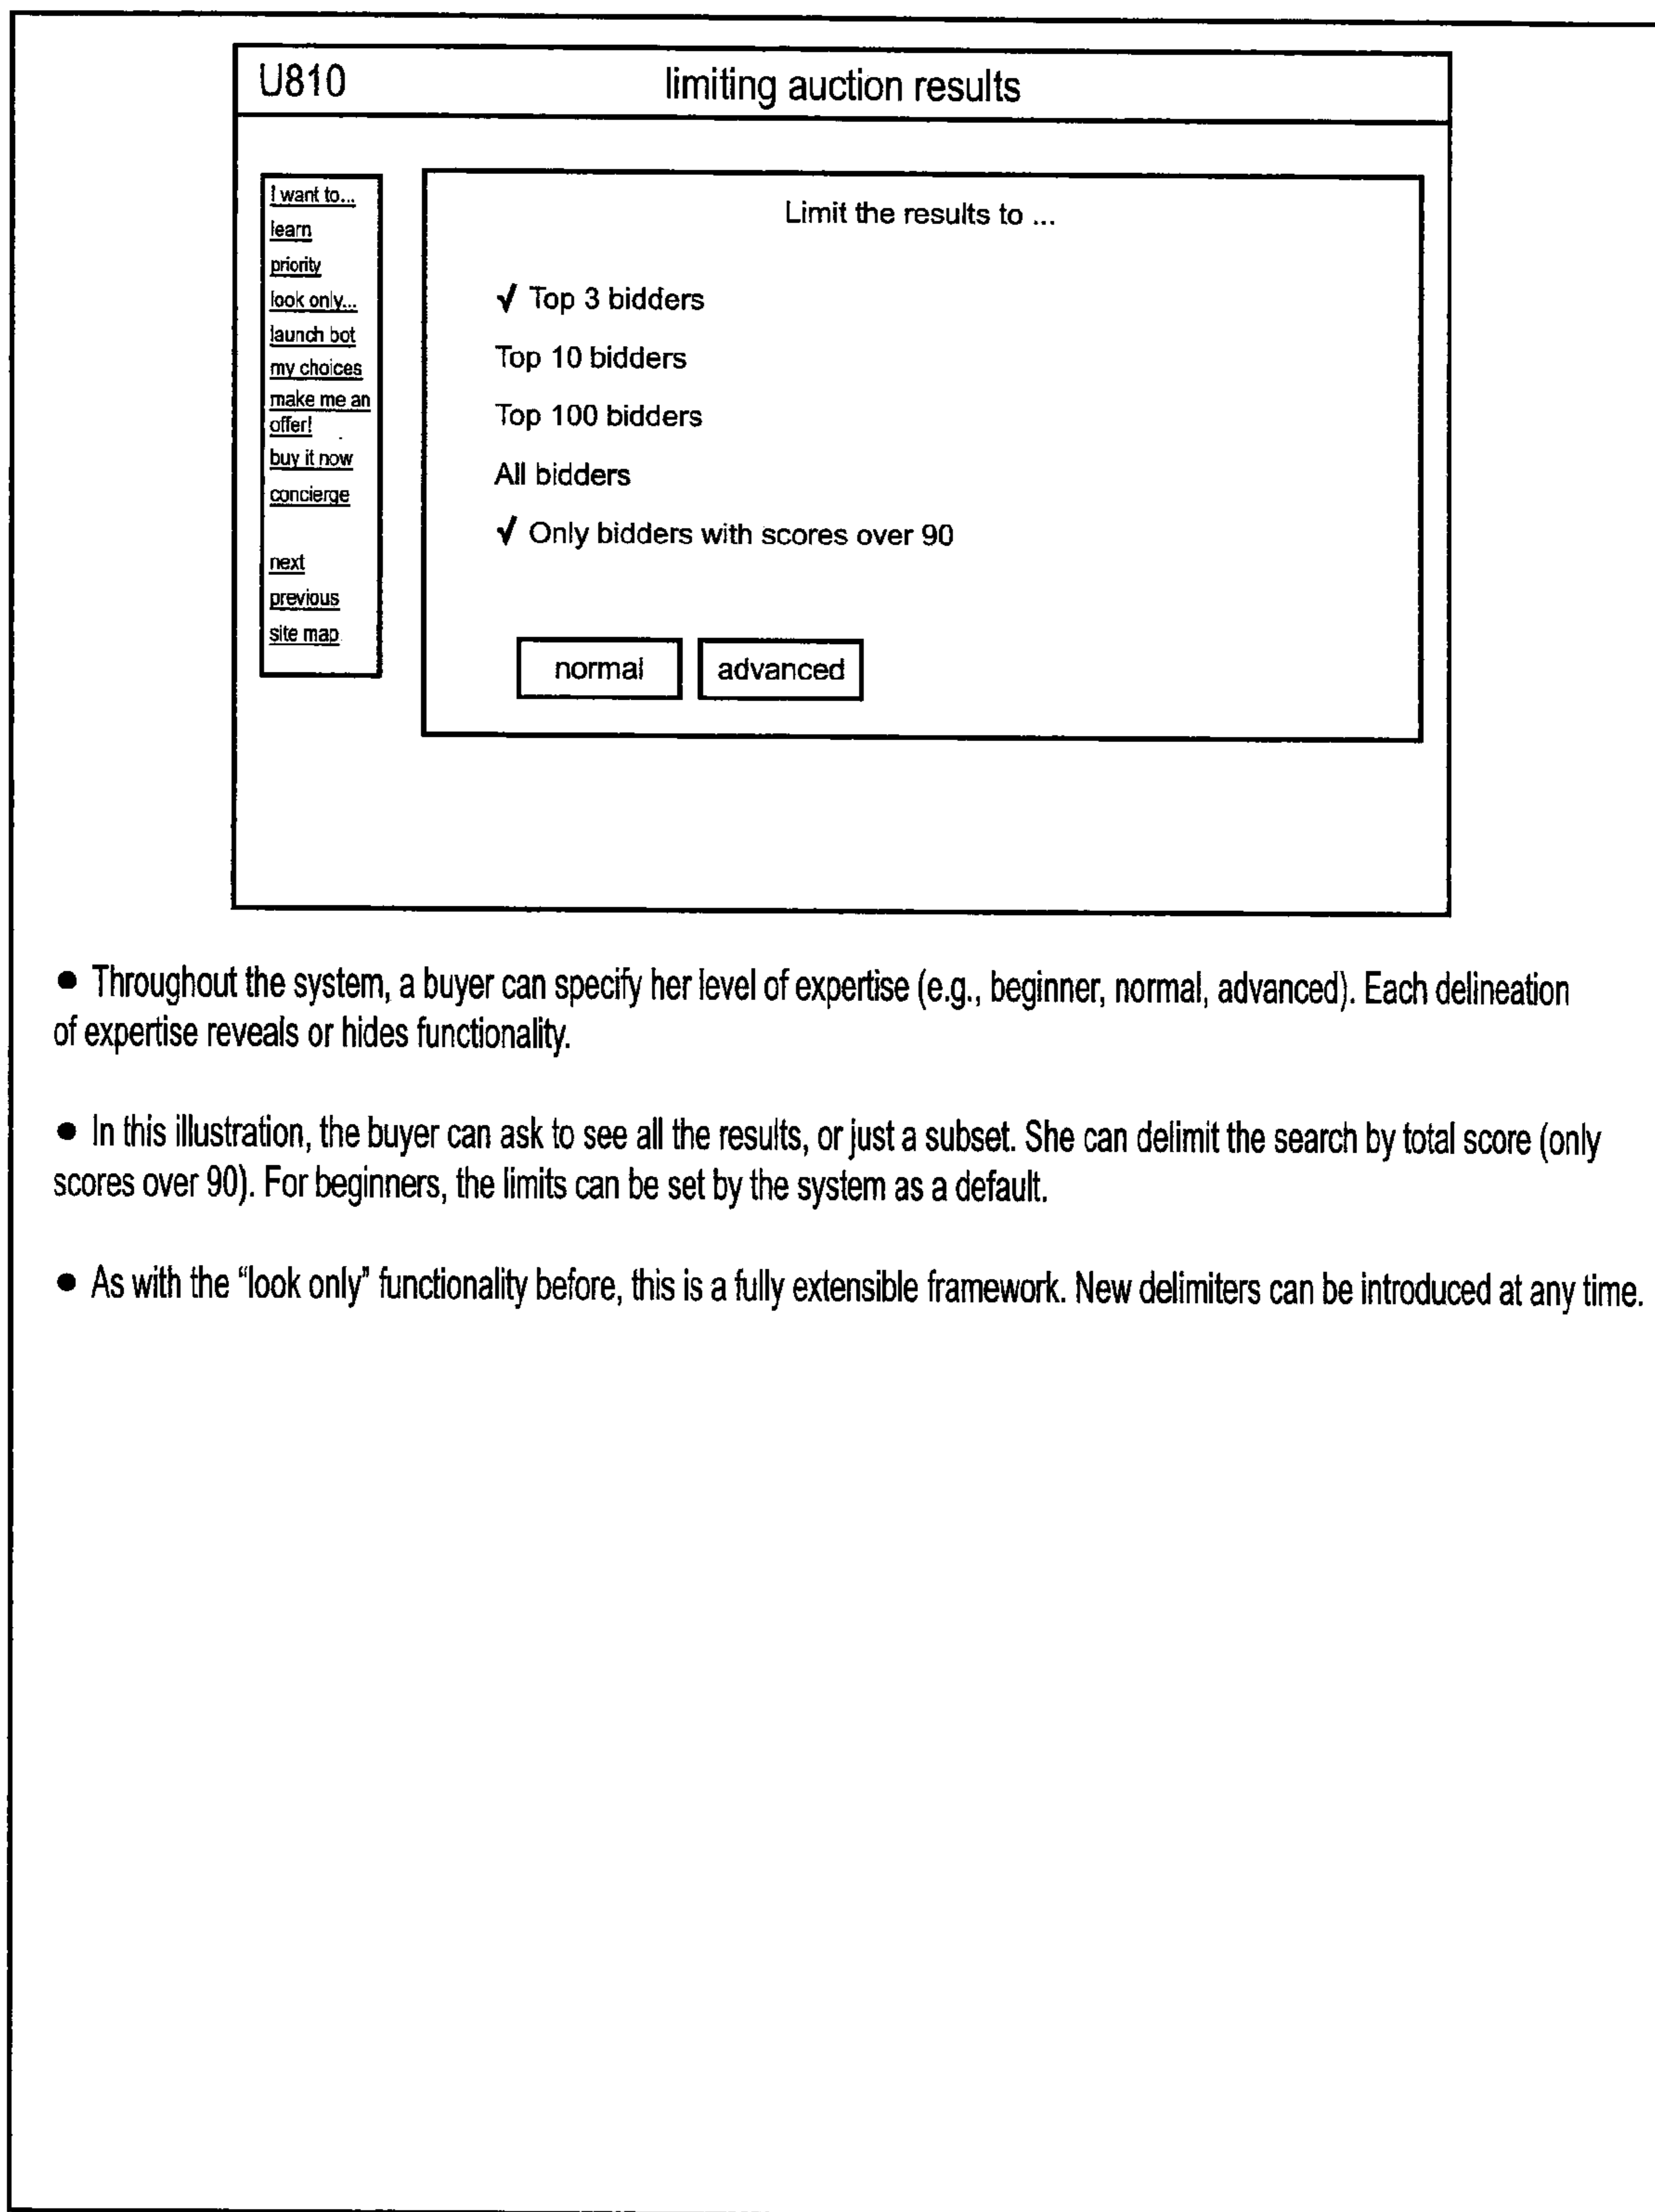 U810 limiting auction results
I want to...
learn
priority
look only...
launch bot
my choices
make me an
offer!
buy it now
concierge
next
previous
site map
Limit the results to ...
√ Top 3 bidders
Top 10 bidders
Top 100 bidders
All bidders
√ Only bidders with scores over 90
normal advanced
● Throughout the system, a buyer can specify her level of expertise (e.g., beginner, normal, advanced). Each delineation
of expertise reveals or hides functionality.
● In this illustration, the buyer can ask to see all the results, or just a subset. She can delimit the search by total score (only
scores over 90). For beginners, the limits can be set by the system as a default.
● As with the “look only” functionality before, this is a fully extensible framework. New delimiters can be introduced at any time.